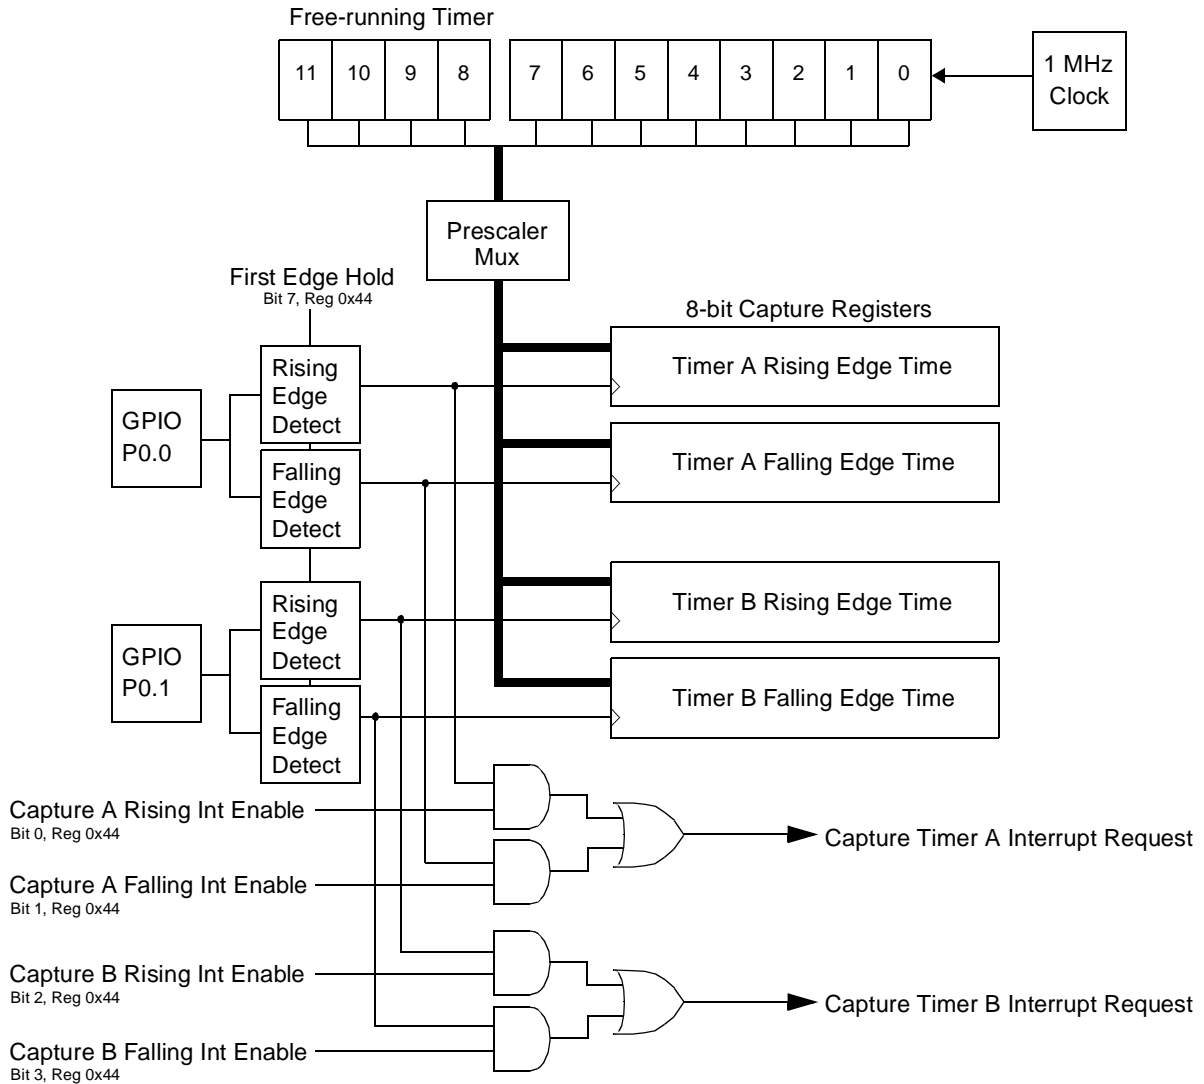 Free-running Timer
11 10 9 8 7 6 5 4 3 2 1 0
1 MHz
Clock
Prescaler
Mux
First Edge Hold
Bit 7, Reg 0x44
8-bit Capture Registers
Rising
Edge
Detect
Timer A Rising Edge Time
GPIO
P0.0
Falling
Edge
Detect
Timer A Falling Edge Time
Rising
Edge
Detect
Timer B Rising Edge Time
GPIO
P0.1
Falling
Edge
Detect
Timer B Falling Edge Time
Capture A Rising Int Enable
Bit 0, Reg 0x44
Capture Timer A Interrupt Request
Capture A Falling Int Enable
Bit 1, Reg 0x44
Capture B Rising Int Enable
Bit 2, Reg 0x44
Capture Timer B Interrupt Request
Capture B Falling Int Enable
Bit 3, Reg 0x44